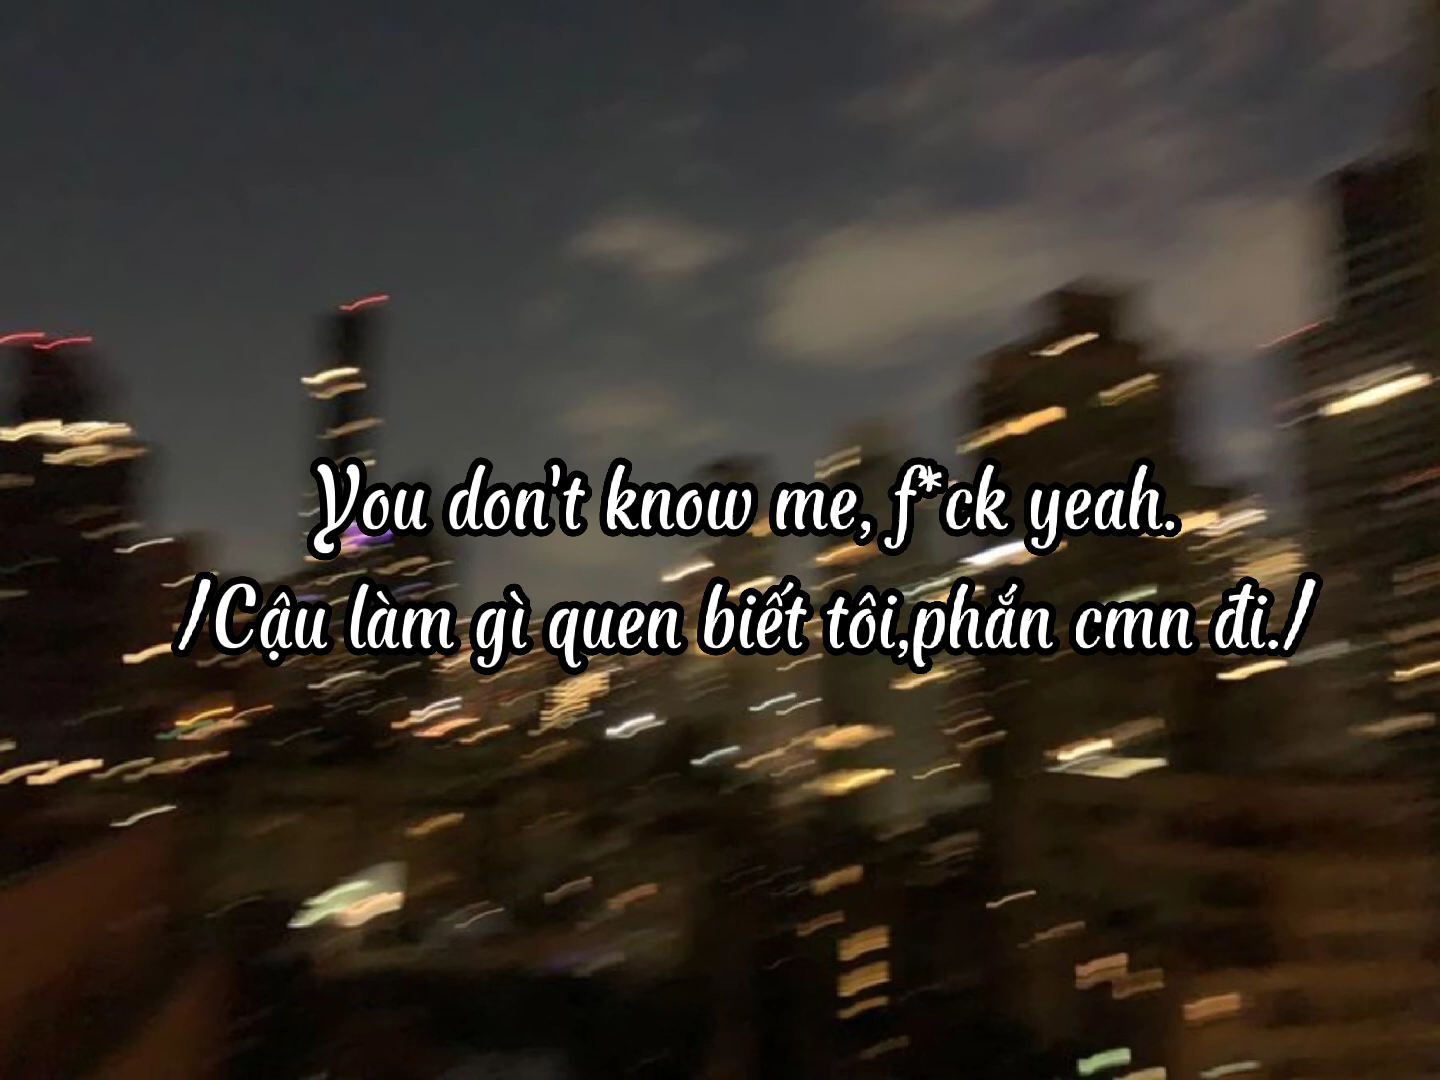 You don't know me, f*ck yeah.
/Cậu làm gì quen biết tôi,phắn cmn đi./